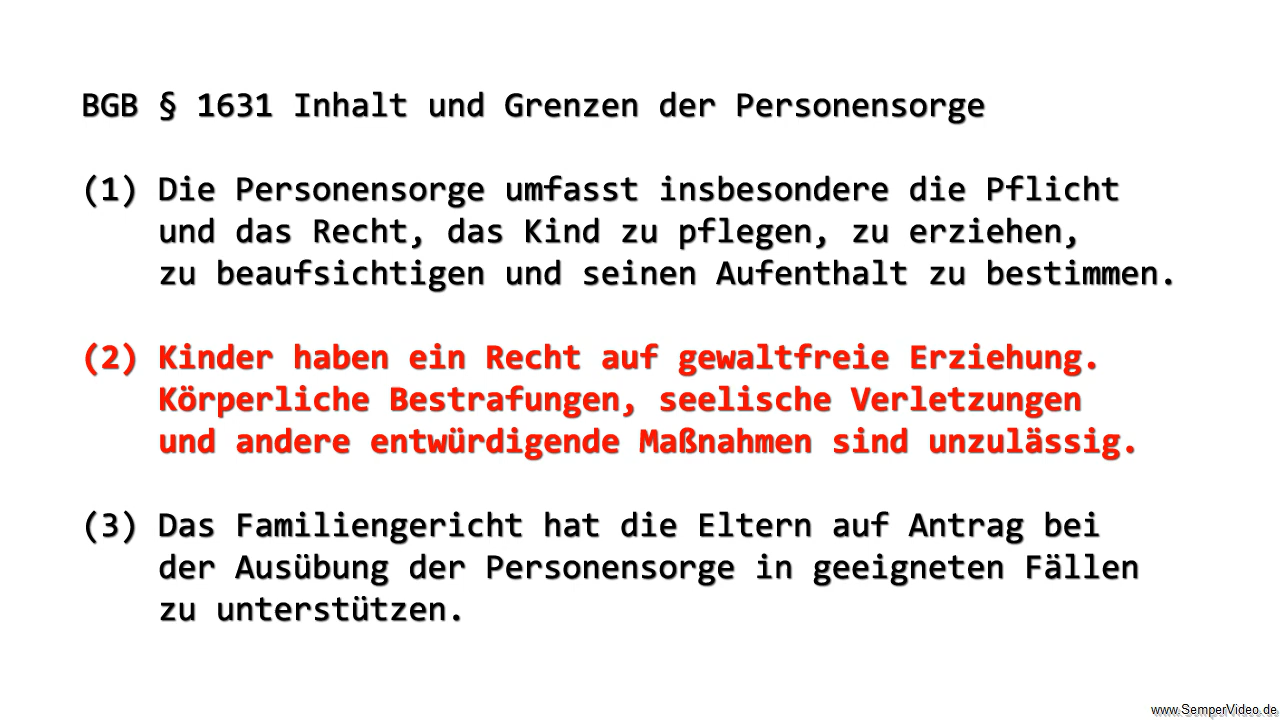 BGB § 1631 Inhalt und Grenzen der Personensorge
(1) Die Personensorge umfasst insbesondere die Pflicht
und das Recht, das Kind zu pflegen, zu erziehen,
zu beaufsichtigen und seinen Aufenthalt zu bestimmen.
(2) Kinder haben ein Recht auf gewaltfreie Erziehung.
Körperliche Bestrafungen, seelische Verletzungen
und andere entwürdigende Maßnahmen sind unzulässig.
(3) Das Familiengericht hat die Eltern auf Antrag bei
der Ausübung der Personensorge in geeigneten Fällen
zu unterstützen.
www.SemperVideo.de